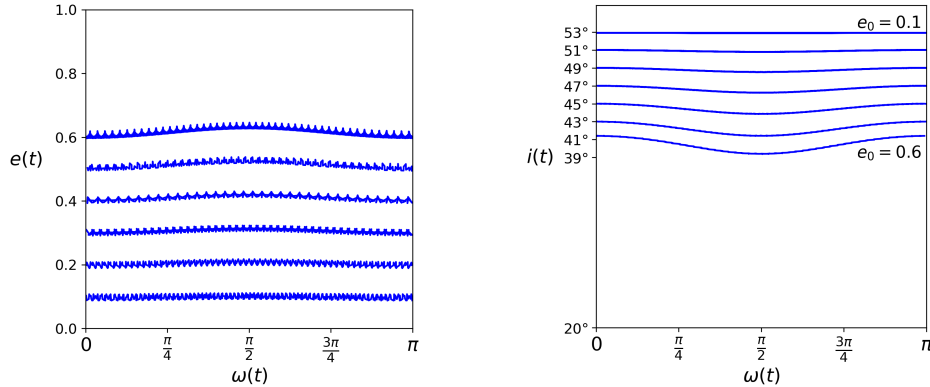 1.0
0.8
0.6
0.4
0.2
0.0
e(t)
0
π/4
π/2
3π/4
π
ω(t)
53°
51°
49°
47°
45°
43°
41°
39°
20°
i(t)
e₀ = 0.1
e₀ = 0.6
0
π/4
π/2
3π/4
π
ω(t)